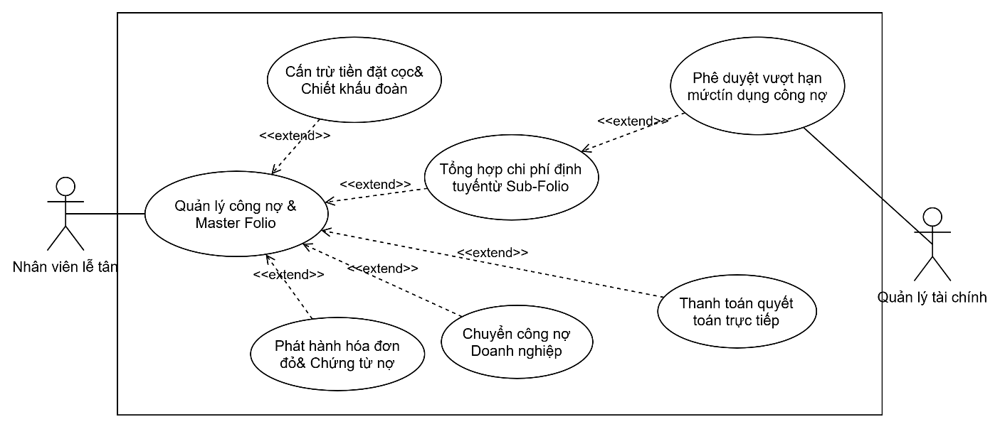 Cấn trừ tiền đặt cọc&
Chiết khấu đoàn
Phê duyệt vượt hạn
mứctín dụng công nợ
<<extend>>
<<extend>>
Tổng hợp chi phí định
tuyếntừ Sub-Folio
<<extend>>
Quản lý công nợ &
Master Folio
Nhân viên lễ tân
<<extend>>
<<extend>>
<<extend>>
Quản lý tài chính
Thanh toán quyết
toán trực tiếp
Chuyển công nợ
Doanh nghiệp
Phát hành hóa đơn
đỏ& Chứng từ nợ